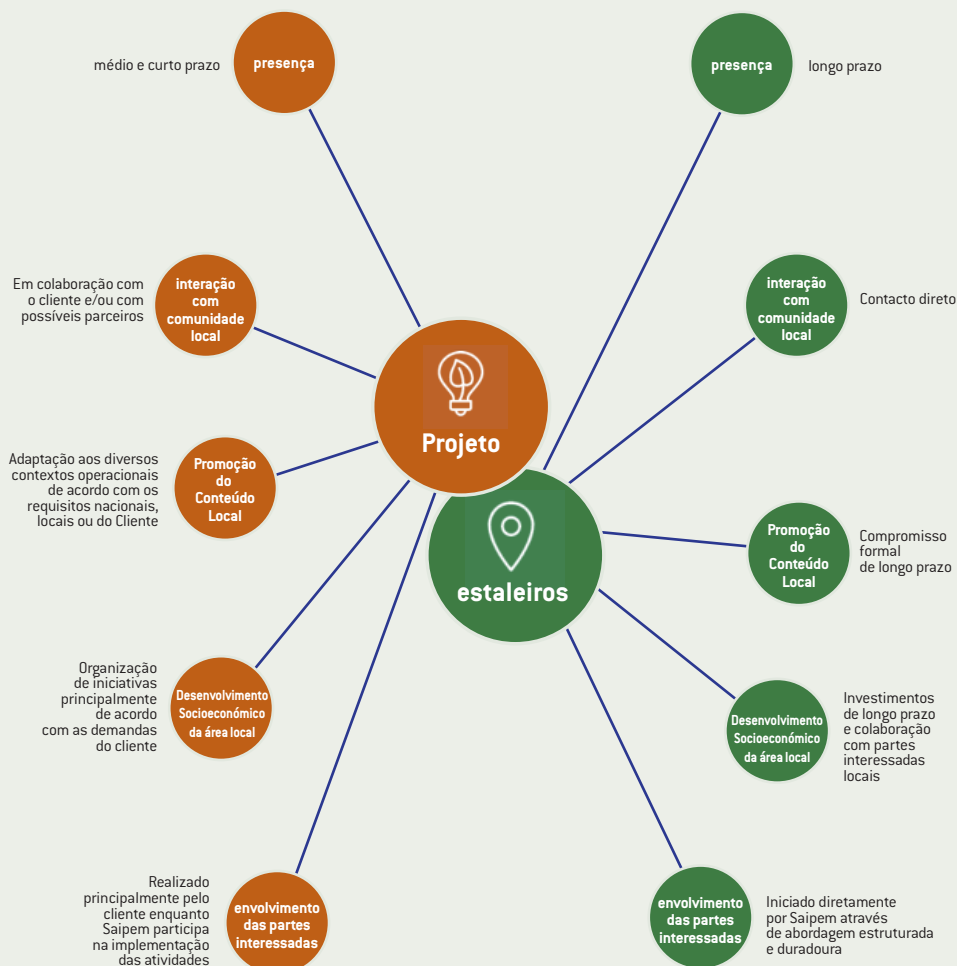 médio e curto prazo
presença
presença
longo prazo
Em colaboração com
o cliente e/ou com
possíveis parceiros
interação
com
comunidade
local
interação
com
comunidade
local
Contacto direto
Projeto
Adaptação aos diversos
contextos operacionais
de acordo com os
requisitos nacionais,
locais ou do Cliente
Promoção
do
Conteúdo
Local
estaleiros
Promoção
do
Conteúdo
Local
Compromisso
formal
de longo prazo
Organização
de iniciativas
principalmente
de acordo
com as demandas
do cliente
Desenvolvimento
Socioeconómico
da área local
Desenvolvimento
Socioeconómico
da área local
Investimentos
de longo prazo
e colaboração
com partes
interessadas
locais
Realizado
principalmente pelo
cliente enquanto
Saipem participa
na implementação
das atividades
envolvimento
das partes
interessadas
envolvimento
das partes
interessadas
Iniciado diretamente
por Saipem através
de abordagem estruturada
e duradoura